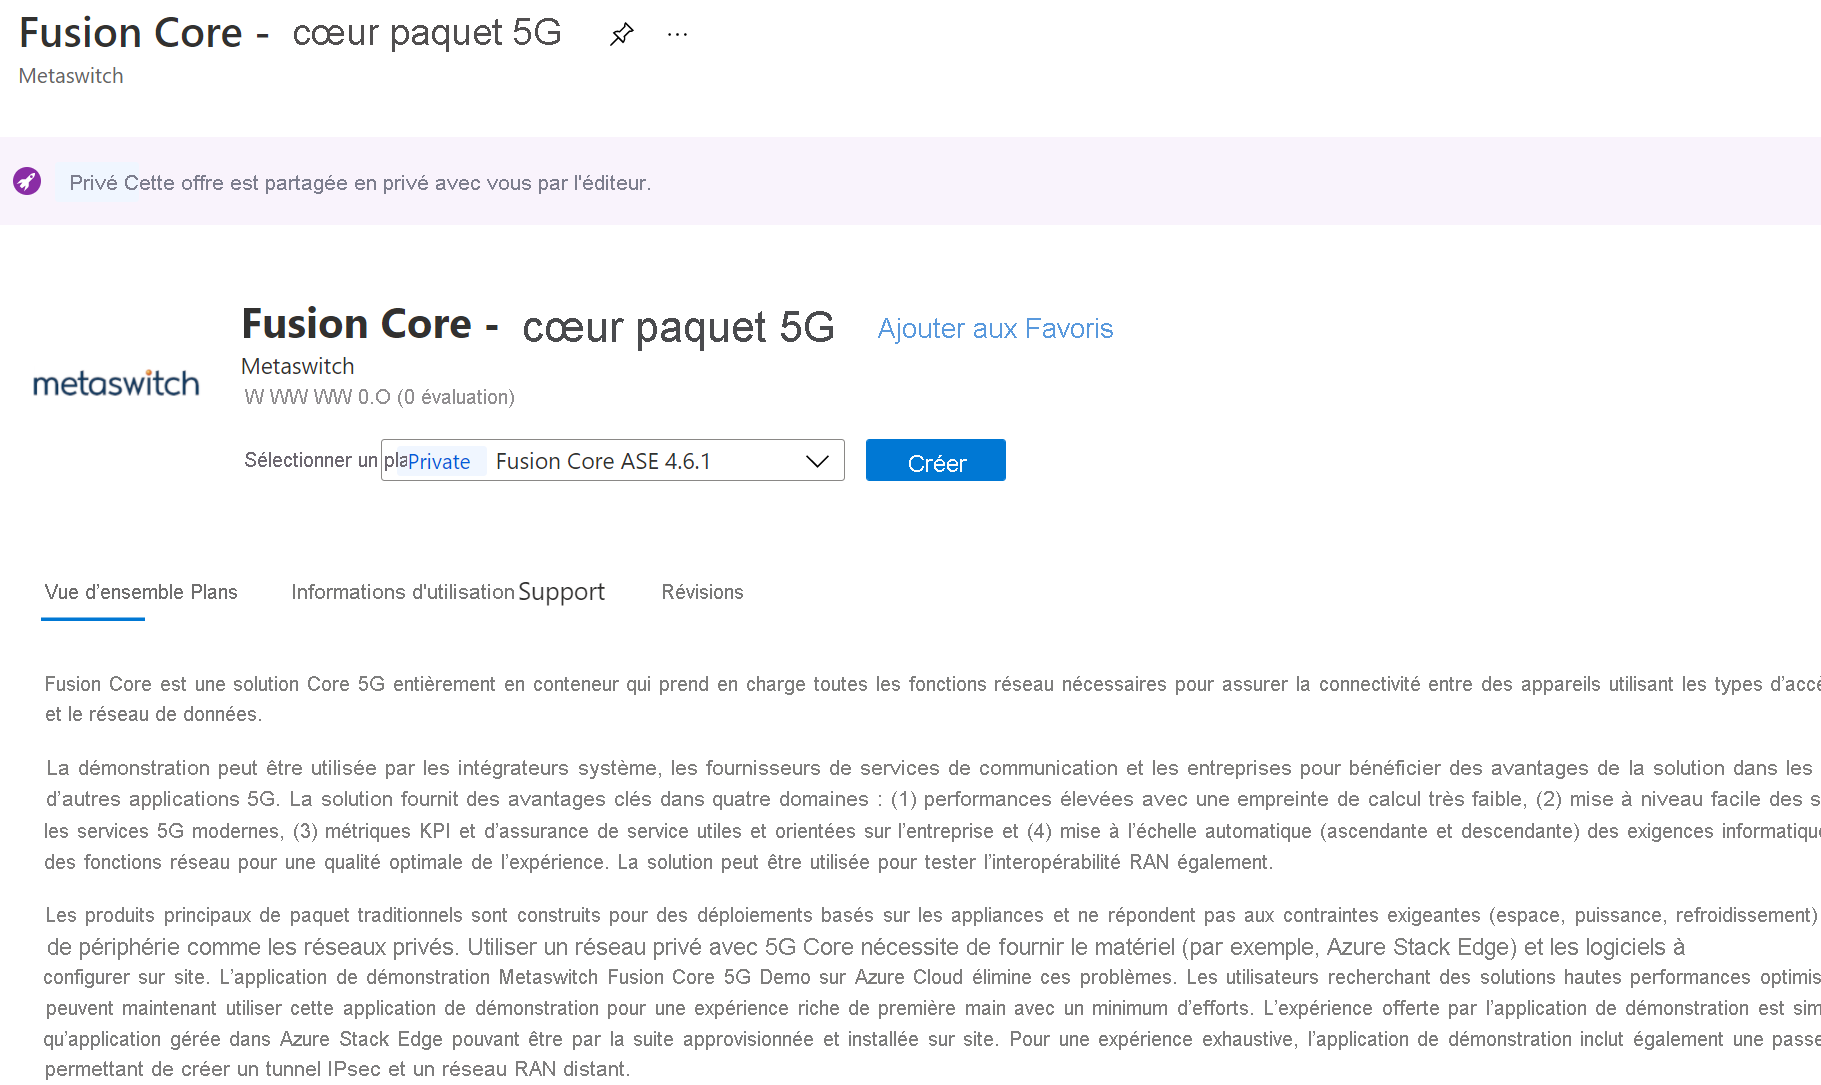 Fusion Core - cœur paquet 5G ...
Metaswitch
Privé Cette offre est partagée en privé avec vous par l'éditeur.
Fusion Core - cœur paquet 5G Ajouter aux Favoris
Metaswitch
metaswitch
W WW WW 0.O (0 évaluation)
Sélectionner un pla Private Fusion Core ASE 4.6.1 Créer
Vue d’ensemble Plans Informations d'utilisation Support Révisions
Fusion Core est une solution Core 5G entièrement en conteneur qui prend en charge toutes les fonctions réseau nécessaires pour assurer la connectivité entre des appareils utilisant les types d’accè
et le réseau de données.
La démonstration peut être utilisée par les intégrateurs système, les fournisseurs de services de communication et les entreprises pour bénéficier des avantages de la solution dans les
d’autres applications 5G. La solution fournit des avantages clés dans quatre domaines : (1) performances élevées avec une empreinte de calcul très faible, (2) mise à niveau facile des s
les services 5G modernes, (3) métriques KPI et d’assurance de service utiles et orientées sur l’entreprise et (4) mise à l’échelle automatique (ascendante et descendante) des exigences informatique
des fonctions réseau pour une qualité optimale de l’expérience. La solution peut être utilisée pour tester l’interopérabilité RAN également.
Les produits principaux de paquet traditionnels sont construits pour des déploiements basés sur les appliances et ne répondent pas aux contraintes exigeantes (espace, puissance, refroidissement)
de périphérie comme les réseaux privés. Utiliser un réseau privé avec 5G Core nécessite de fournir le matériel (par exemple, Azure Stack Edge) et les logiciels à
configurer sur site. L’application de démonstration Metaswitch Fusion Core 5G Demo sur Azure Cloud élimine ces problèmes. Les utilisateurs recherchant des solutions hautes performances optimis
peuvent maintenant utiliser cette application de démonstration pour une expérience riche de première main avec un minimum d’efforts. L’expérience offerte par l’application de démonstration est sim
qu’application gérée dans Azure Stack Edge pouvant être par la suite approvisionnée et installée sur site. Pour une expérience exhaustive, l’application de démonstration inclut également une passe
permettant de créer un tunnel IPsec et un réseau RAN distant.